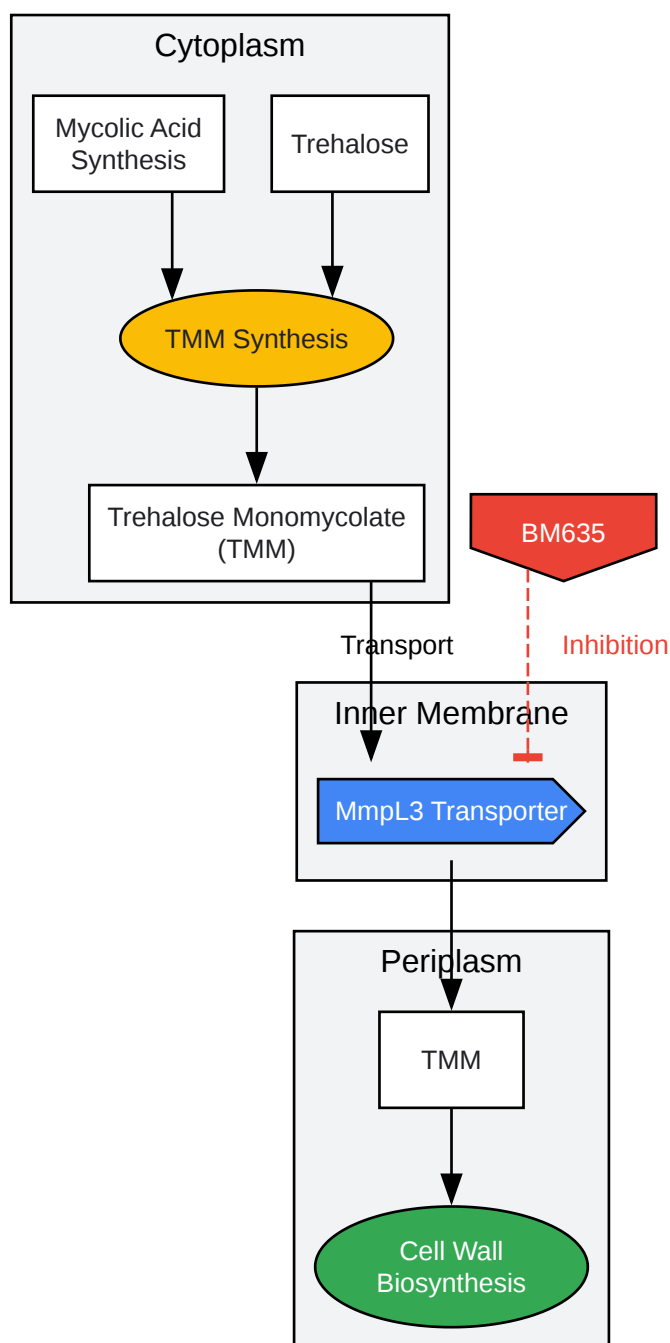 Cytoplasm
Mycolic Acid
Synthesis
Trehalose
TMM Synthesis
Trehalose Monomycolate
(TMM)
BM635
Transport
Inhibition
Inner Membrane
MmpL3 Transporter
Periplasm
TMM
Cell Wall
Biosynthesis